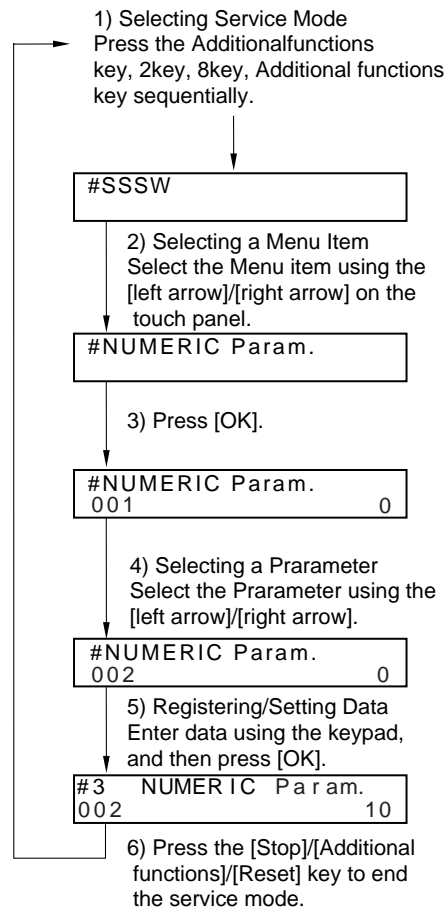 1) Selecting Service Mode
Press the Additionalfunctions
key, 2key, 8key, Additional functions
key sequentially.
#SSSW
2) Selecting a Menu Item
Select the Menu item using the
[left arrow]/[right arrow] on the
touch panel.
#NUMERIC Param.
3) Press [OK].
#NUMERIC Param.
001 0
4) Selecting a Prarameter
Select the Prarameter using the
[left arrow]/[right arrow].
#NUMERIC Param.
002 0
5) Registering/Setting Data
Enter data using the keypad,
and then press [OK].
#3 NUMERIC Param.
002 10
6) Press the [Stop]/[Additional
functions]/[Reset] key to end
the service mode.